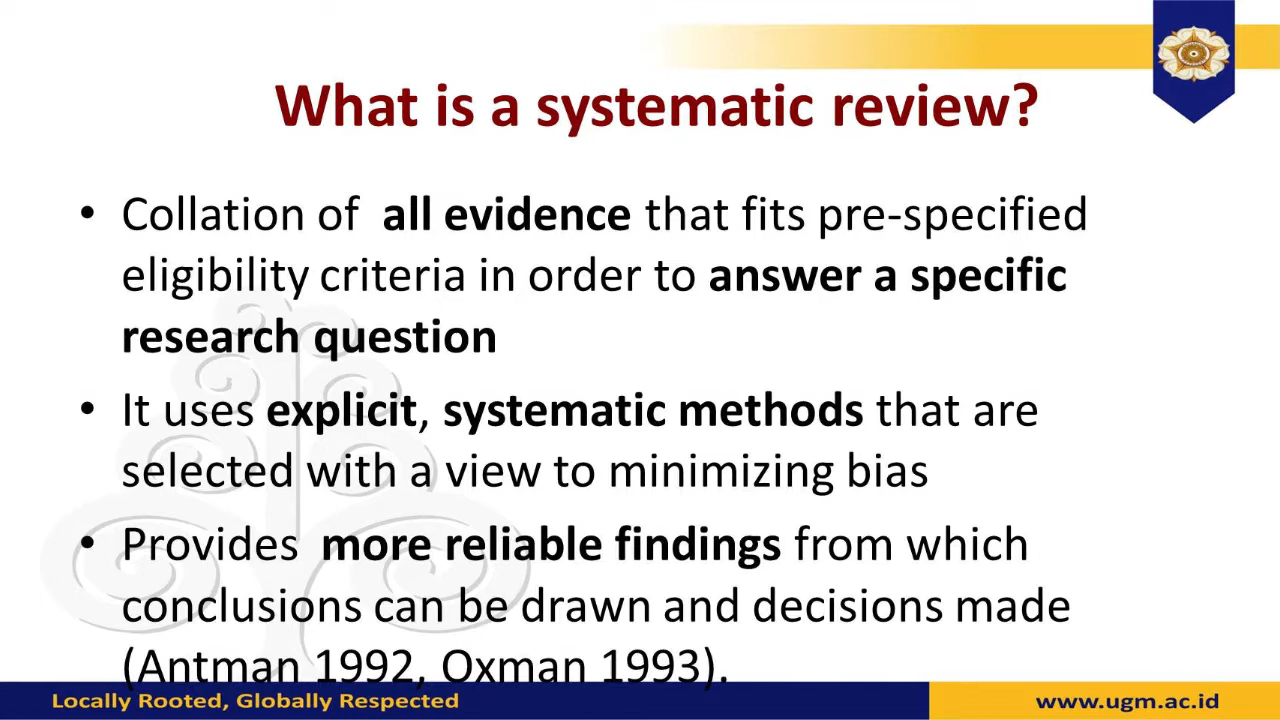 What is a systematic review?
• Collation of  all evidence that fits pre-specified
eligibility criteria in order to answer a specific
research question
• It uses explicit, systematic methods that are
selected with a view to minimizing bias
• Provides  more reliable findings from which
conclusions can be drawn and decisions made
(Antman 1992, Oxman 1993).
Locally Rooted, Globally Respected
www.ugm.ac.id